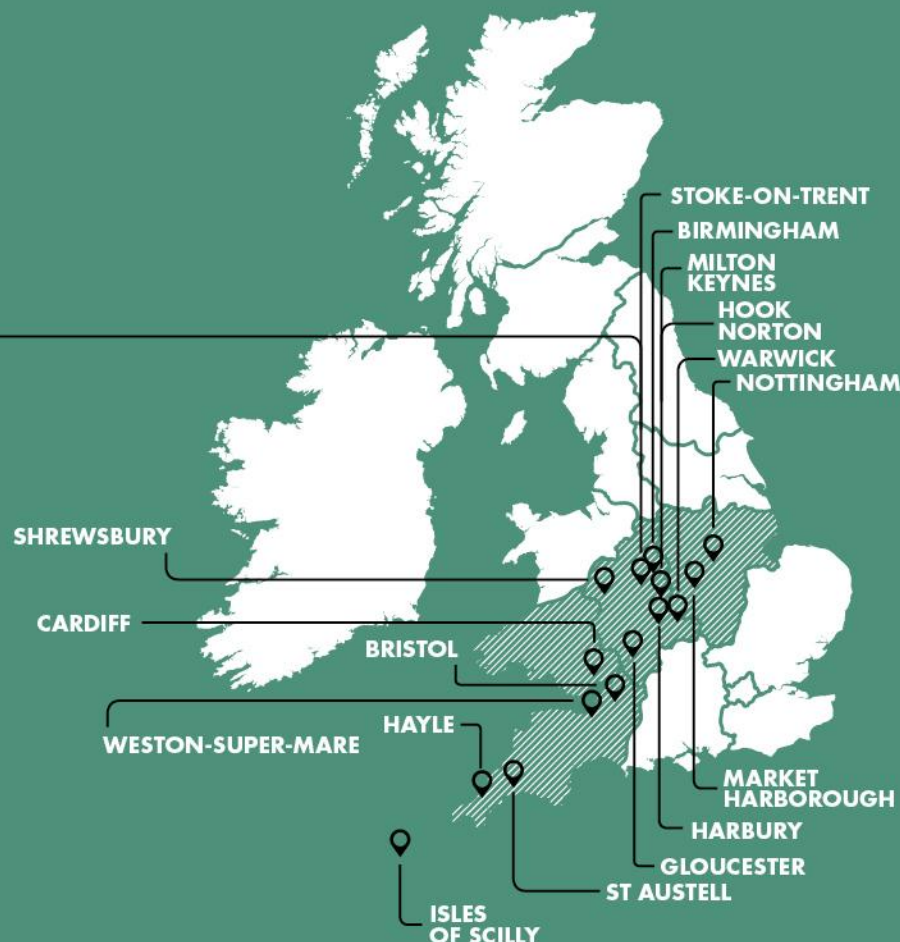 STOKE-ON-TRENT
BIRMINGHAM
MILTON
KEYNES
HOOK
NORTON
WARWICK
NOTTINGHAM
SHREWSBURY
CARDIFF
BRISTOL
WESTON-SUPER-MARE
HAYLE
MARKET
HARBOROUGH
HARBURY
GLOUCESTER
ST AUSTELL
ISLES
OF SCILLY